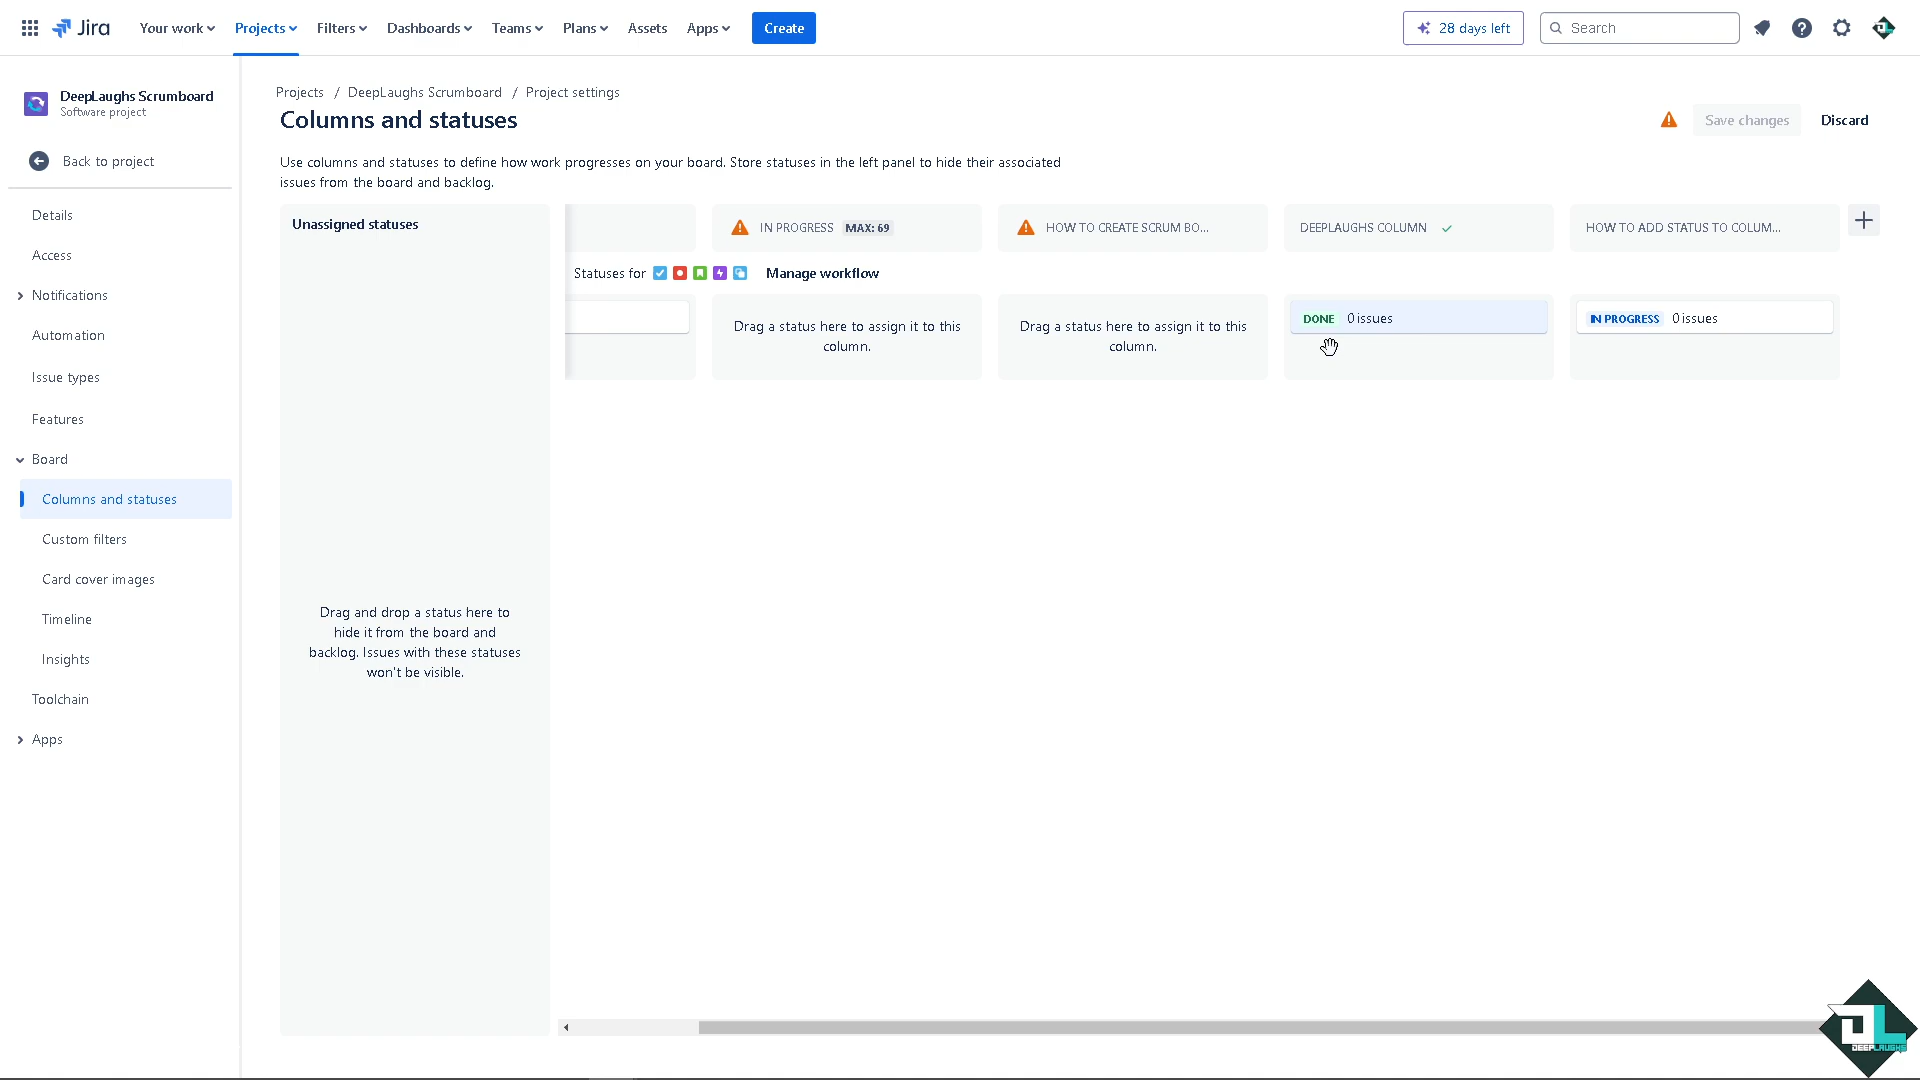 Jira
Your work
Projects
Filters
Dashboards
Teams
Plans
Assets
Apps
Create
28 days left
Search
DeepLaughs Scrumboard
Software project
Back to project
Details
Access
Notifications
Automation
Issue types
Features
Board
Columns and statuses
Custom filters
Card cover images
Timeline
Insights
Toolchain
Apps
Projects / DeepLaughs Scrumboard / Project settings
Columns and statuses
Save changes
Discard
Use columns and statuses to define how work progresses on your board. Store statuses in the left panel to hide their associated
issues from the board and backlog.
Unassigned statuses
Drag and drop a status here to
hide it from the board and
backlog. Issues with these statuses
won't be visible.
IN PROGRESS MAX: 69
HOW TO CREATE SCRUM BO...
DEEPLAUGHS COLUMN
HOW TO ADD STATUS TO COLUM...
Statuses for
Manage workflow
Drag a status here to assign it to this
column.
Drag a status here to assign it to this
column.
DONE 0 issues
IN PROGRESS 0 issues
DL
DEEPLAUGHS